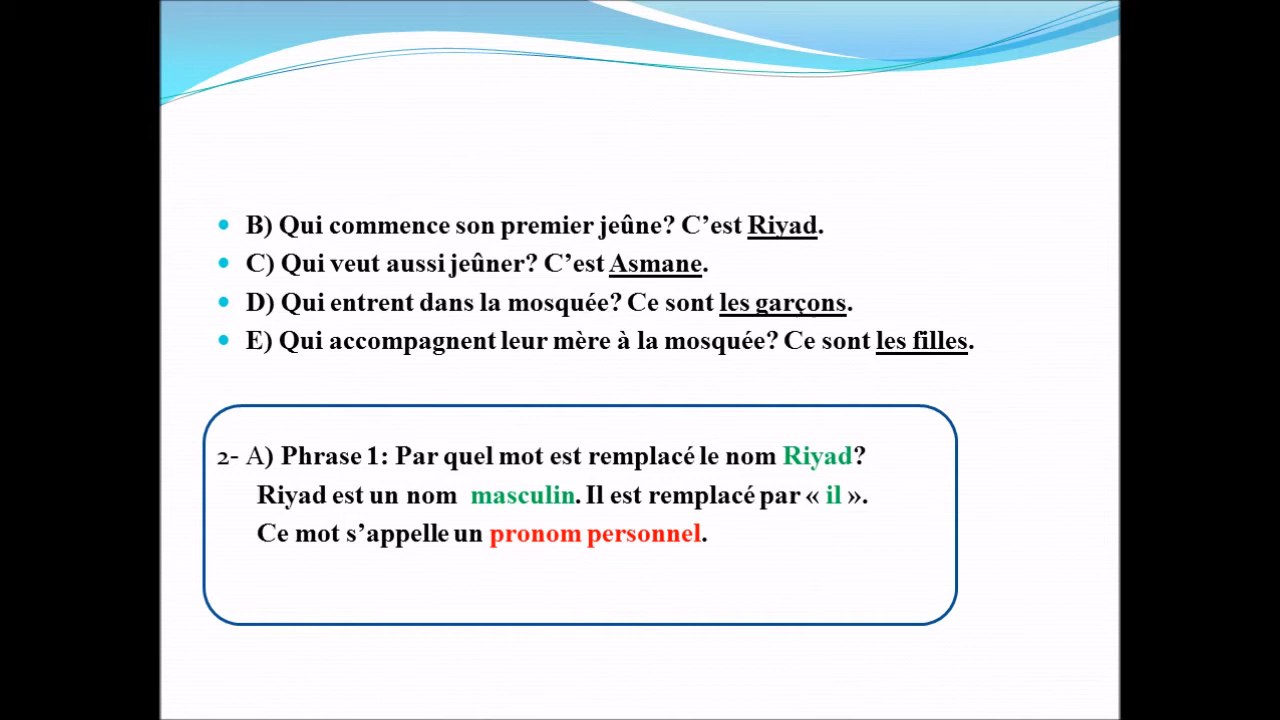 B) Qui commence son premier jeûne? C’est Riyad.
C) Qui veut aussi jeûner? C’est Asmane.
D) Qui entrent dans la mosquée? Ce sont les garçons.
E) Qui accompagnent leur mère à la mosquée? Ce sont les filles.
2- A) Phrase 1: Par quel mot est remplacé le nom Riyad?
Riyad est un nom masculin. Il est remplacé par « il ».
Ce mot s’appelle un pronom personnel.